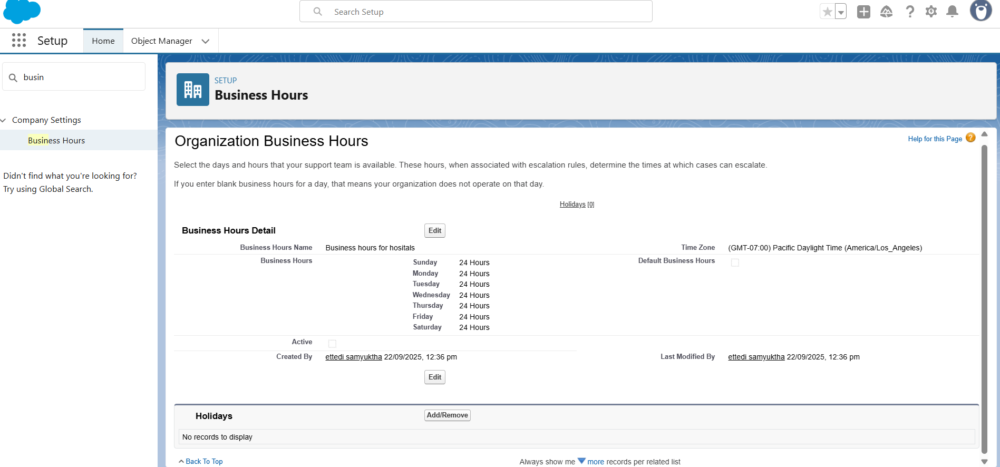 Search Setup
Setup
Home
Object Manager
busin
Company Settings
Business Hours
Didn't find what you're looking for?
Try using Global Search.
SETUP
Business Hours
Organization Business Hours
Help for this Page ?
Select the days and hours that your support team is available. These hours, when associated with escalation rules, determine the times at which cases can escalate.
If you enter blank business hours for a day, that means your organization does not operate on that day.
Holidays [0]
Business Hours Detail
Edit
Business Hours Name Business hours for hositals
Time Zone (GMT-07:00) Pacific Daylight Time (America/Los_Angeles)
Business Hours
Sunday 24 Hours
Monday 24 Hours
Tuesday 24 Hours
Wednesday 24 Hours
Thursday 24 Hours
Friday 24 Hours
Saturday 24 Hours
Default Business Hours
Active
Created By ettedi samyuktha 22/09/2025, 12:36 pm
Last Modified By ettedi samyuktha 22/09/2025, 12:36 pm
Edit
Holidays
Add/Remove
No records to display
Back To Top
Always show me more records per related list